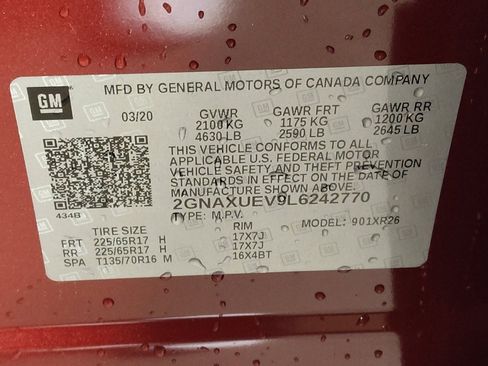 GM
MFD BY GENERAL MOTORS OF CANADA COMPANY
03/20 GVWR GAWR FRT GAWR RR
2100 KG 1175 KG 1200 KG
4630 LB 2590 LB 2645 LB
THIS VEHICLE CONFORMS TO ALL
APPLICABLE U.S. FEDERAL MOTOR
VEHICLE SAFETY AND THEFT PREVENTION
STANDARDS IN EFFECT ON THE DATE OF
MANUFACTURE SHOWN ABOVE.
2GNAXUEV9L6242770
434B TYPE: M.P.V. MODEL: 901XR26
TIRE SIZE RIM
FRT 225/65R17 H 17X7J
RR 225/65R17 H 17X7J
SPA T135/70R16 M 16X4BT